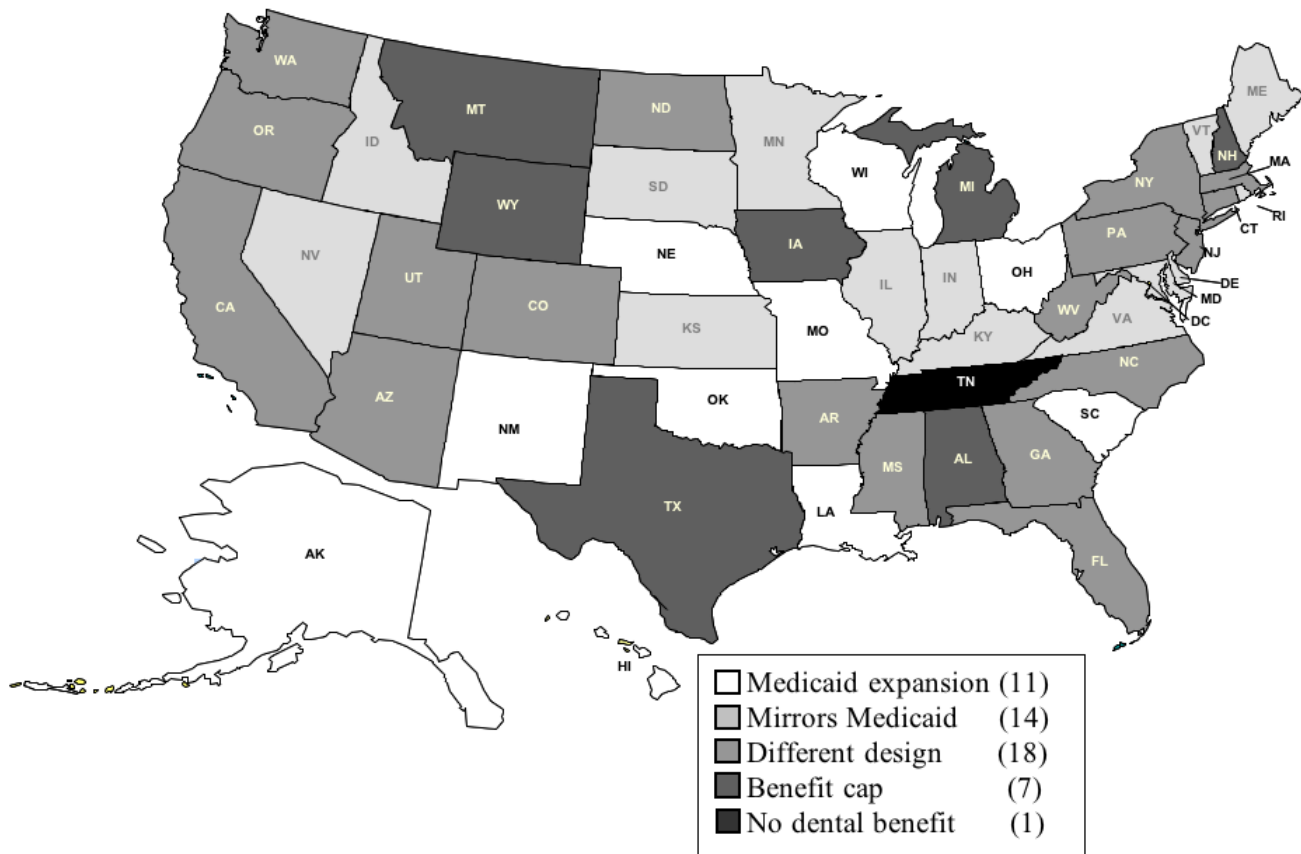 WA
MT
ND
MN
ME
VT
NH
MA
OR
ID
SD
WI
MI
NY
RI
CT
WY
IA
PA
NJ
NE
NV
UT
CO
IL
IN
OH
DE
MD
DC
WV
VA
CA
KS
MO
KY
NC
TN
AZ
NM
OK
AR
SC
MS
AL
GA
TX
LA
FL
AK
HI
Medicaid expansion (11)
Mirrors Medicaid (14)
Different design (18)
Benefit cap (7)
No dental benefit (1)